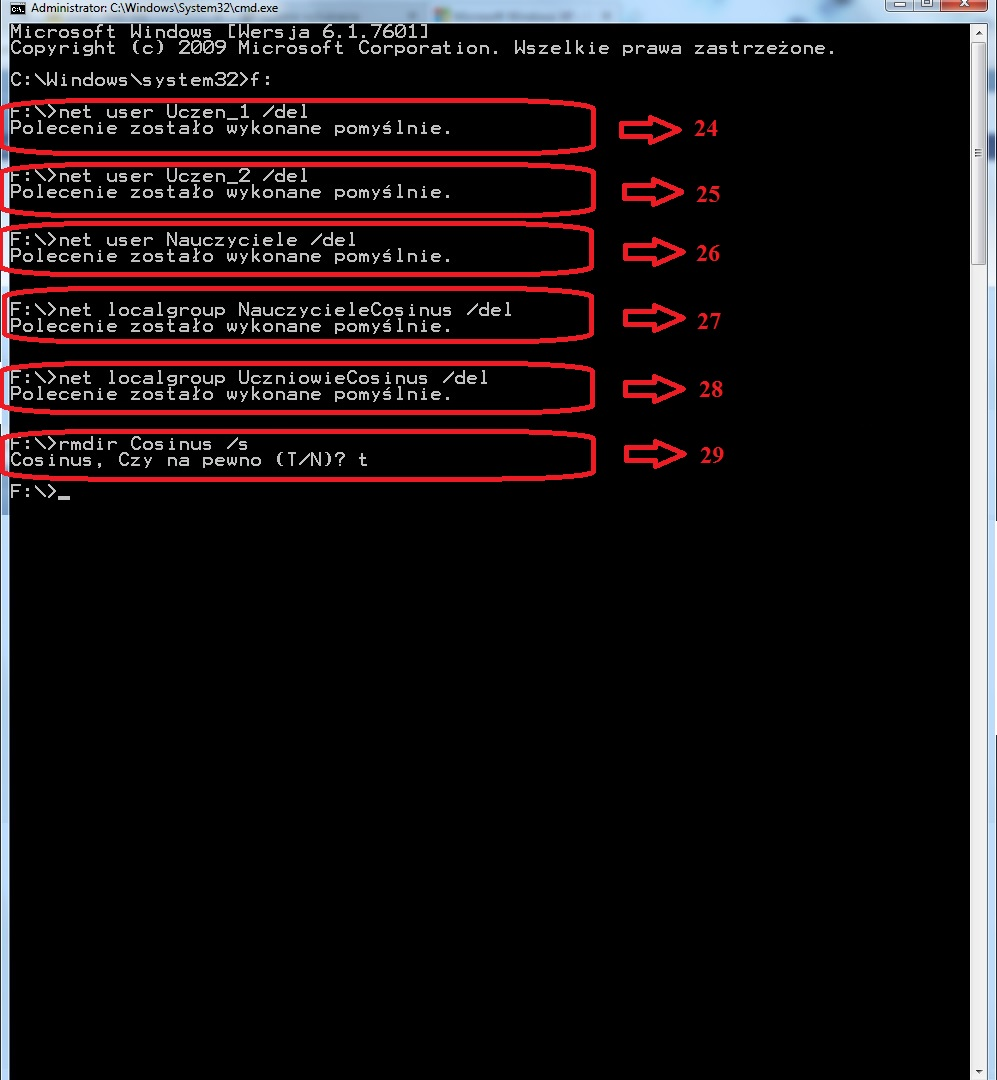 Administrator: C:\Windows\System32\cmd.exe
Microsoft Windows [Wersja 6.1.7601]
Copyright (c) 2009 Microsoft Corporation. Wszelkie prawa zastrzeżone.
C:\Windows\system32>f:
F:\>net user Uczen_1 /del
Polecenie zostało wykonane pomyślnie.
24
F:\>net user Uczen_2 /del
Polecenie zostało wykonane pomyślnie.
25
F:\>net user Nauczyciele /del
Polecenie zostało wykonane pomyślnie.
26
F:\>net localgroup NauczycieleCosinus /del
Polecenie zostało wykonane pomyślnie.
27
F:\>net localgroup UczniowieCosinus /del
Polecenie zostało wykonane pomyślnie.
28
F:\>rmdir Cosinus /s
Cosinus, Czy na pewno (T/N)? t
29
F:\>_